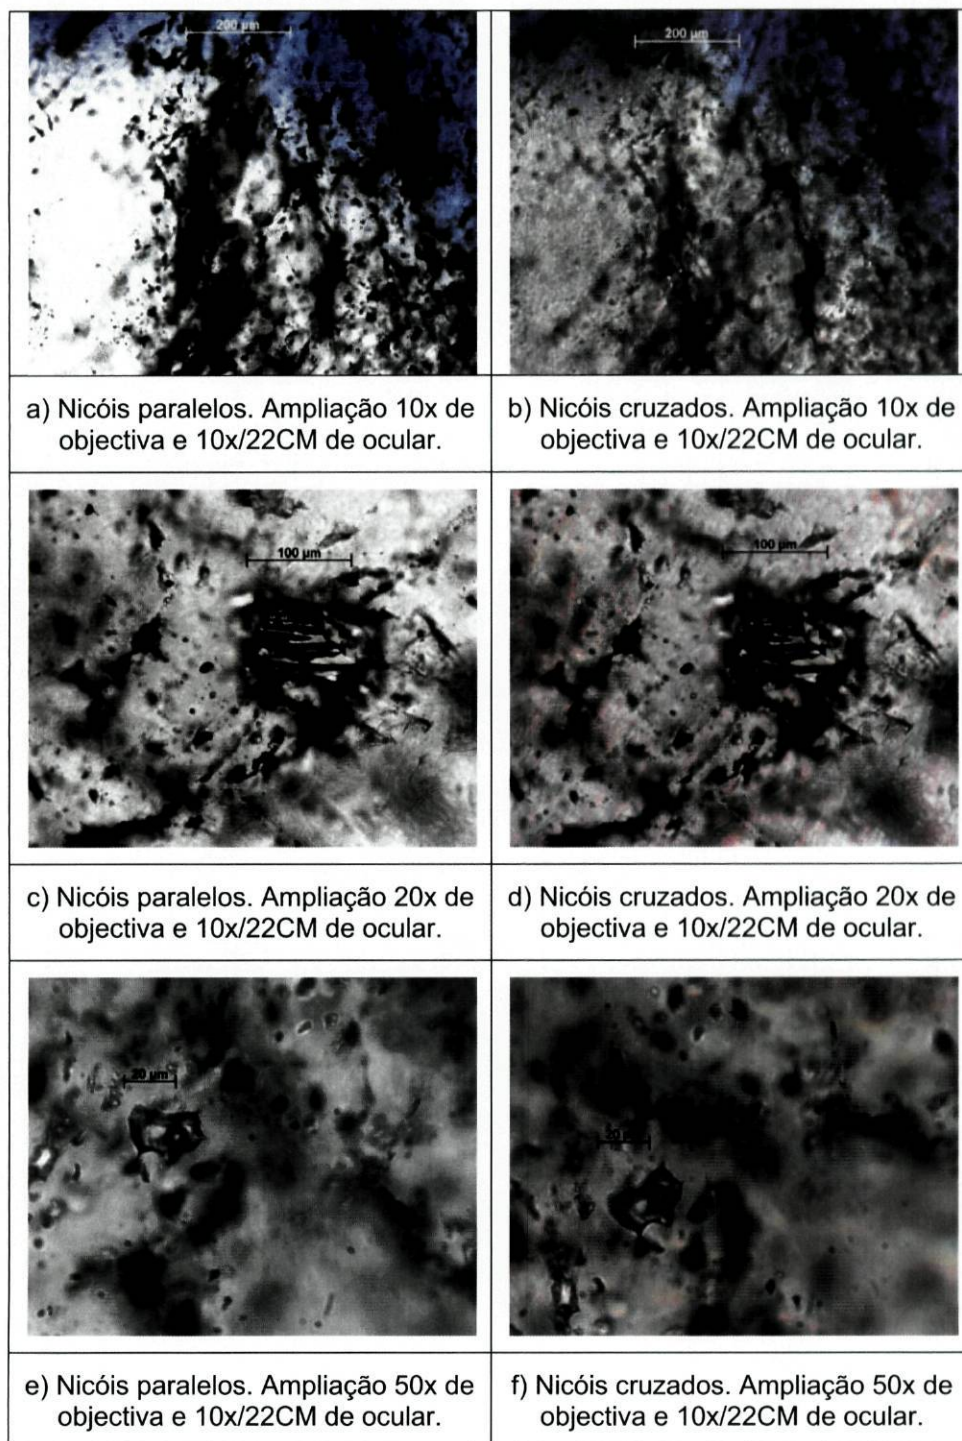 200 µm
200 µm
a) Nicóis paralelos. Ampliação 10x de
objectiva e 10x/22CM de ocular.
b) Nicóis cruzados. Ampliação 10x de
objectiva e 10x/22CM de ocular.
100 µm
100 µm
c) Nicóis paralelos. Ampliação 20x de
objectiva e 10x/22CM de ocular.
d) Nicóis cruzados. Ampliação 20x de
objectiva e 10x/22CM de ocular.
20 µm
e) Nicóis paralelos. Ampliação 50x de
objectiva e 10x/22CM de ocular.
f) Nicóis cruzados. Ampliação 50x de
objectiva e 10x/22CM de ocular.